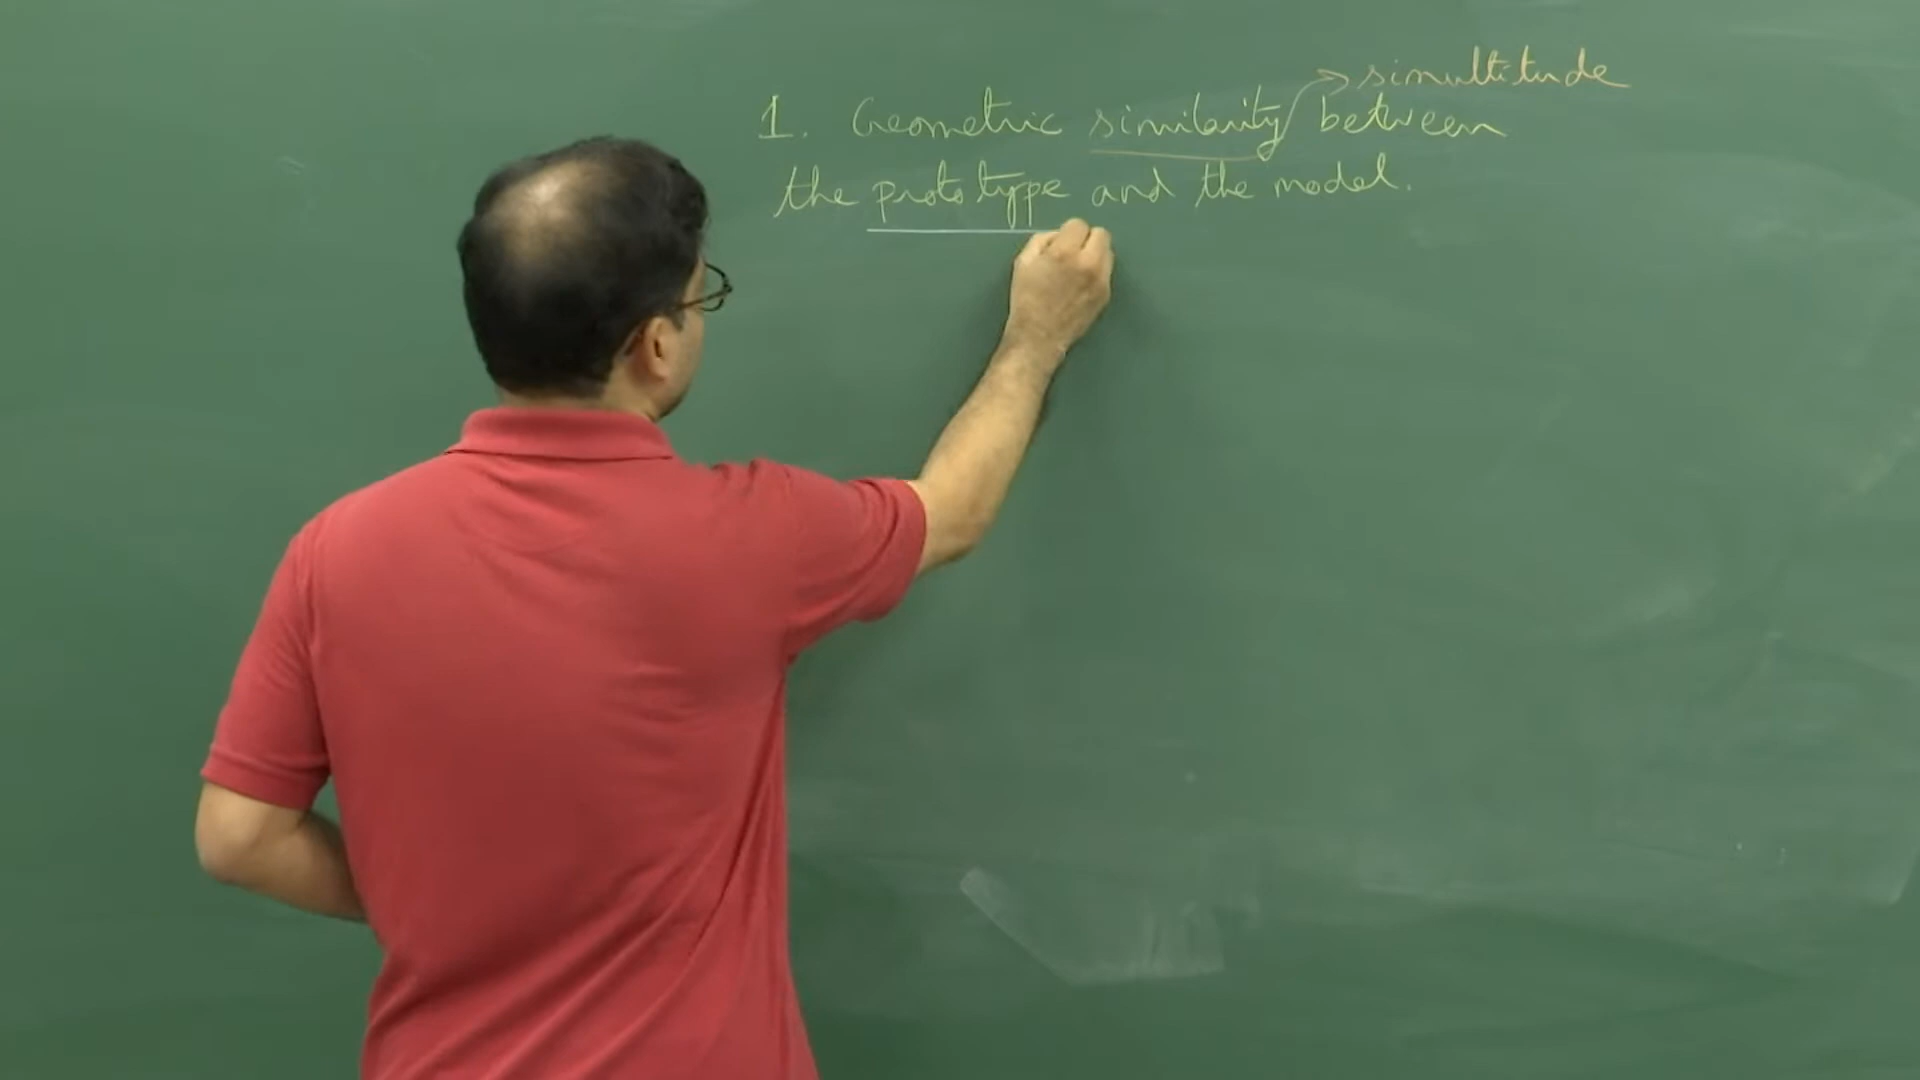 simultitude
1. Geometric similarity between
the prototype and the model.